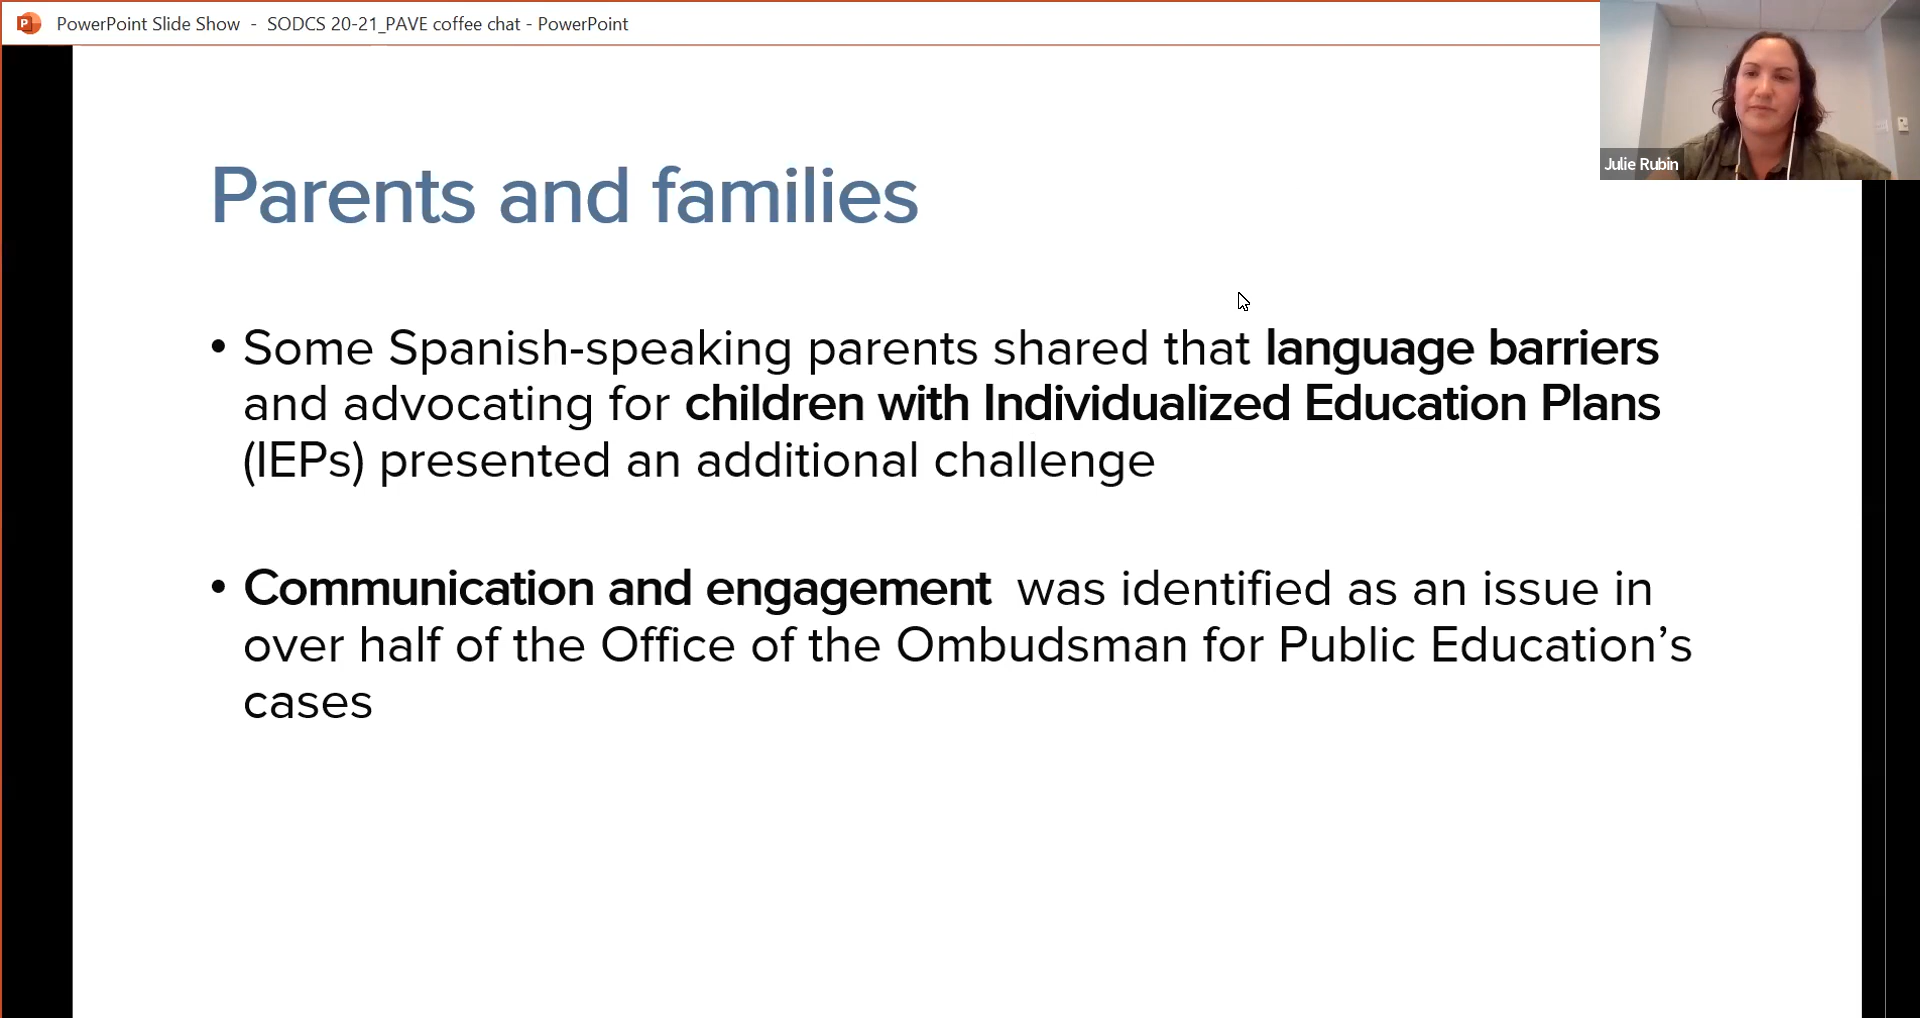 PowerPoint Slide Show - SODCS 20-21_PAVE coffee chat - PowerPoint
Julie Rubin
Parents and families
• Some Spanish-speaking parents shared that language barriers
and advocating for children with Individualized Education Plans
(IEPs) presented an additional challenge
• Communication and engagement was identified as an issue in
over half of the Office of the Ombudsman for Public Education’s
cases